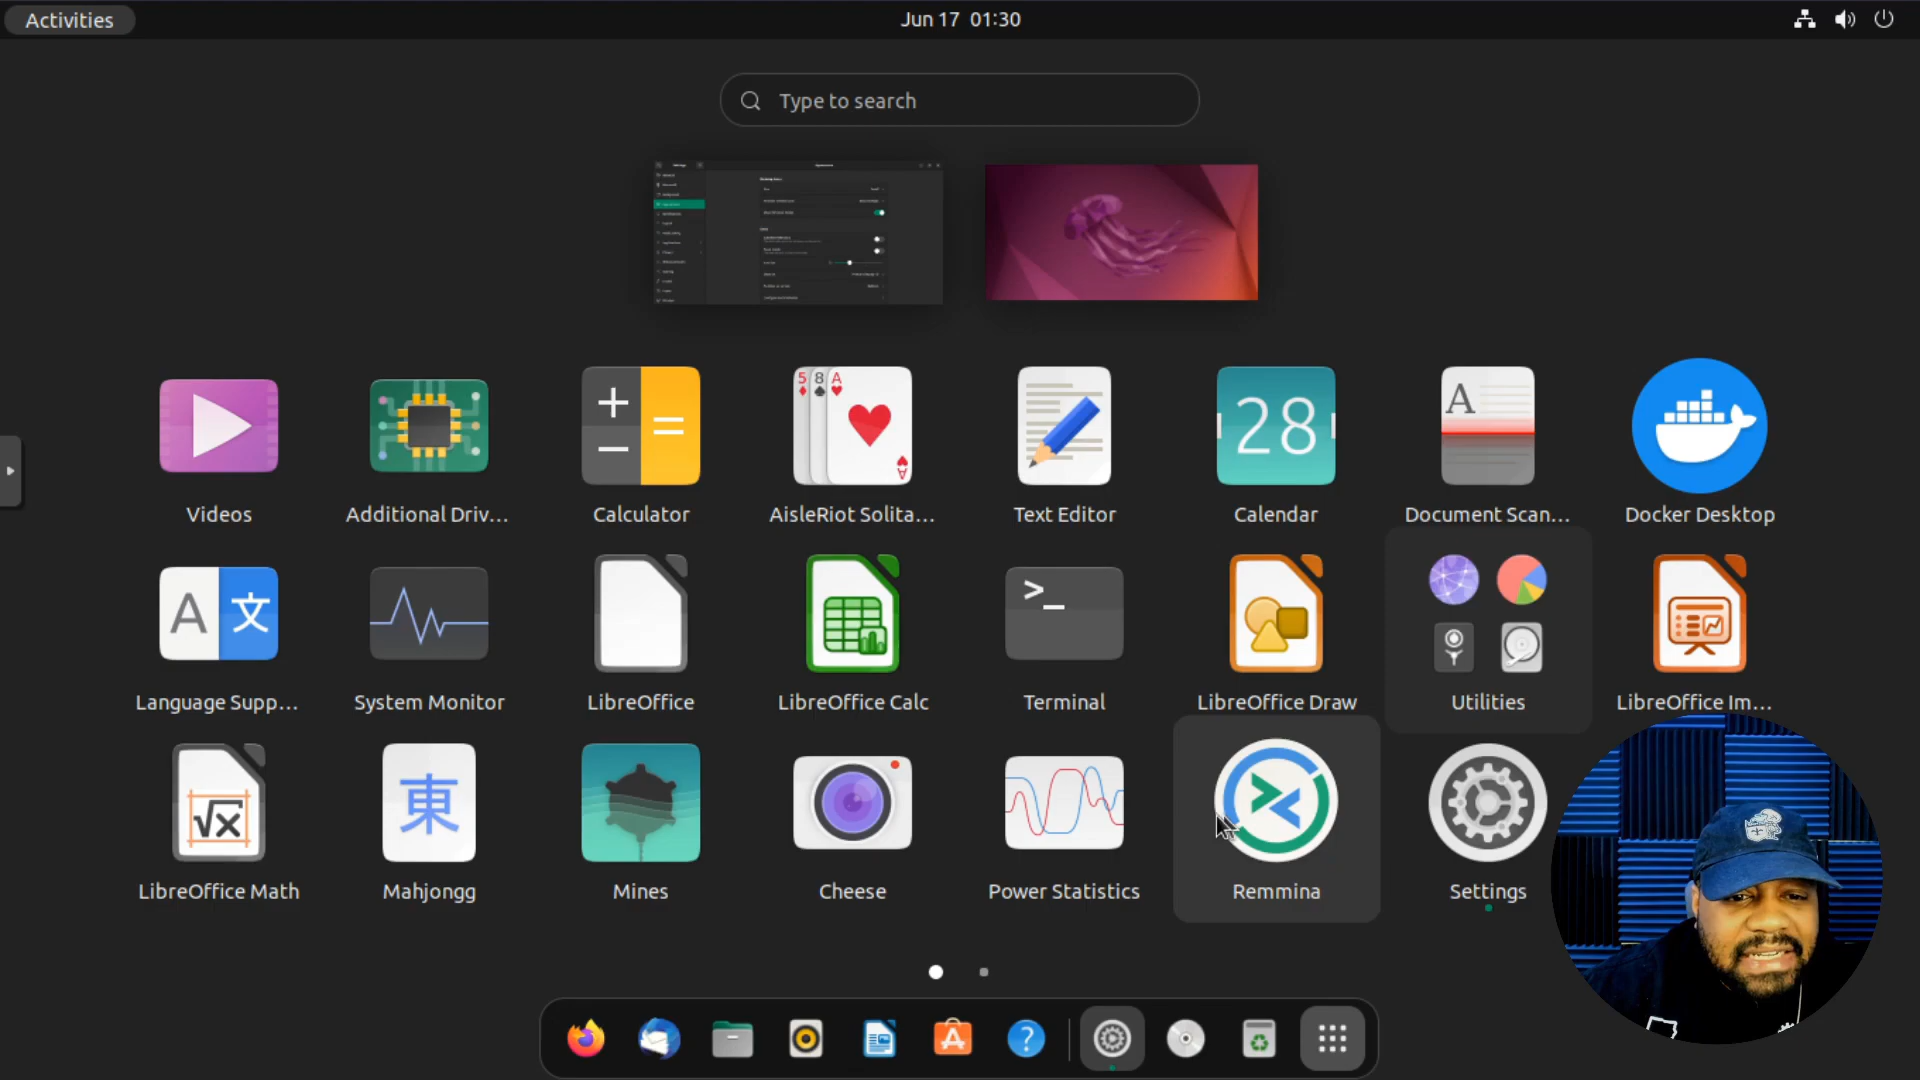 Activities
Jun 17 01:30
Type to search
5 8 A
28
A
Videos
Additional Driv...
Calculator
AisleRiot Solita...
Text Editor
Calendar
Document Scan...
Docker Desktop
A 文
>_
Language Supp...
System Monitor
LibreOffice
LibreOffice Calc
Terminal
LibreOffice Draw
Utilities
LibreOffice Im...
√x
東
LibreOffice Math
Mahjongg
Mines
Cheese
Power Statistics
Remmina
Settings